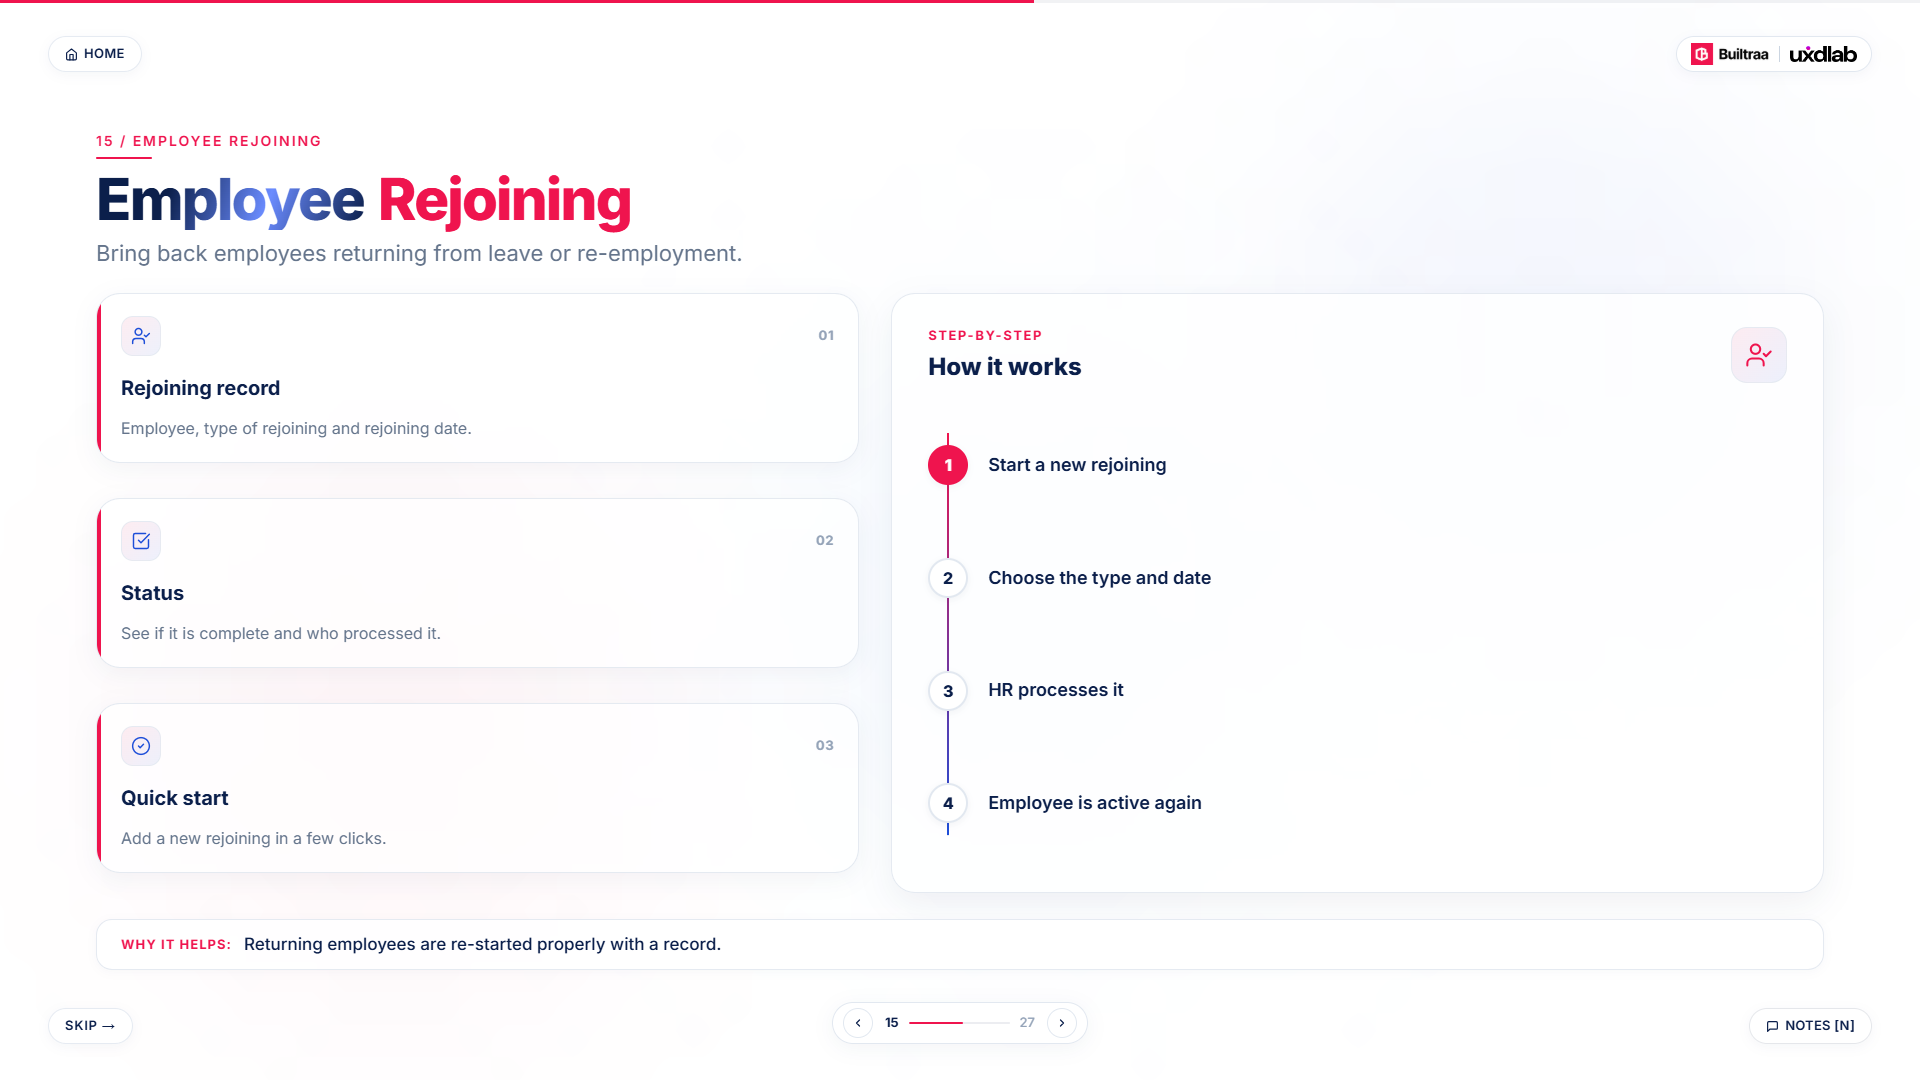 HOME
Builtraa | uxdlab
15 / EMPLOYEE REJOINING
Employee Rejoining
Bring back employees returning from leave or re-employment.
01
Rejoining record
Employee, type of rejoining and rejoining date.
02
Status
See if it is complete and who processed it.
03
Quick start
Add a new rejoining in a few clicks.
STEP-BY-STEP
How it works
1 Start a new rejoining
2 Choose the type and date
3 HR processes it
4 Employee is active again
WHY IT HELPS: Returning employees are re-started properly with a record.
SKIP →
15 27
NOTES [N]